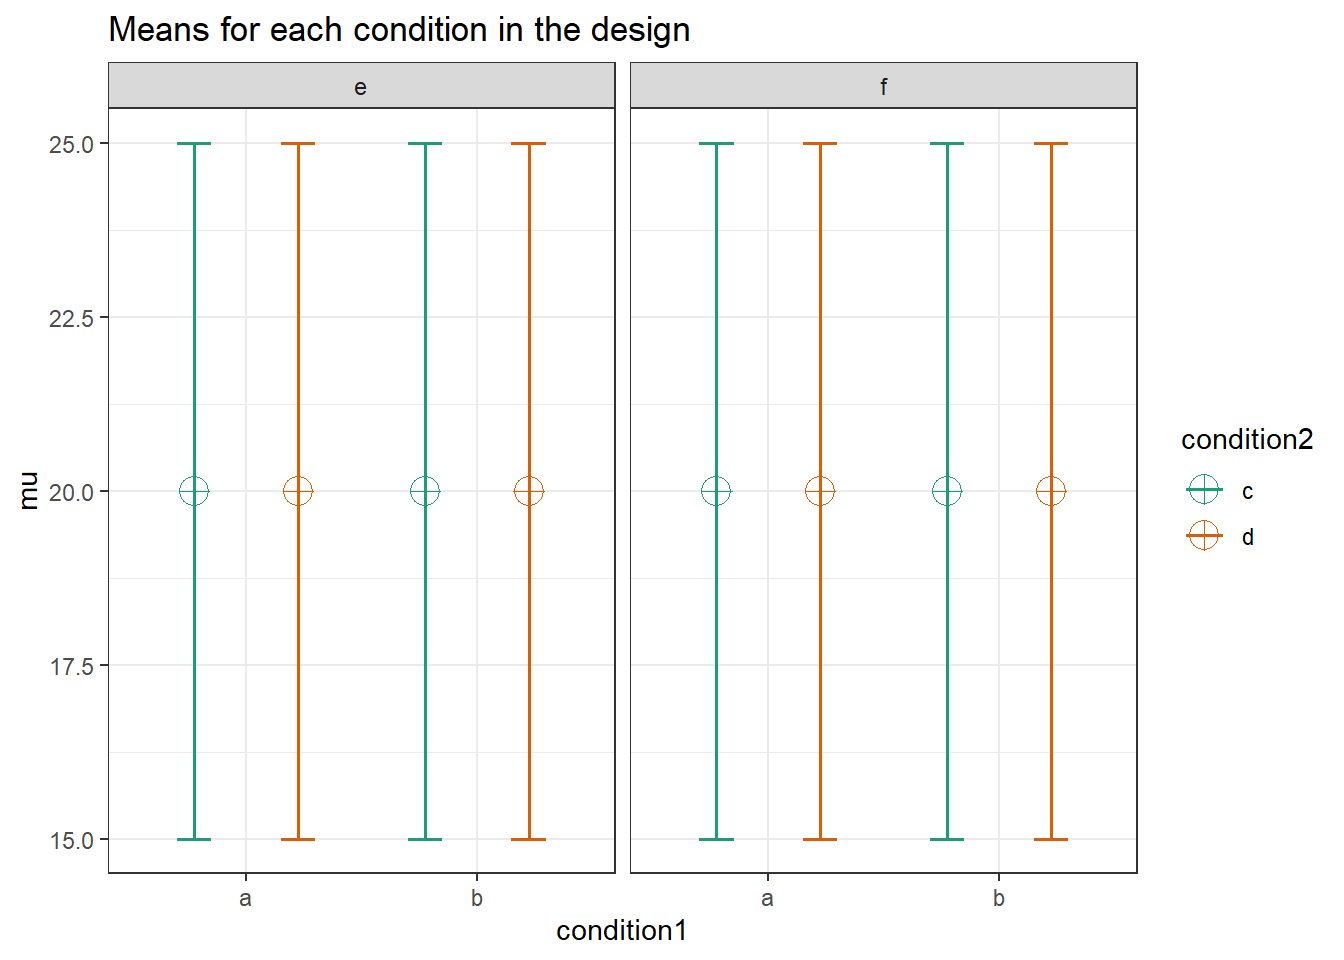 Means for each condition in the design
e
f
25.0
22.5
20.0
17.5
15.0
mu
a
b
a
b
condition1
condition2
c
d